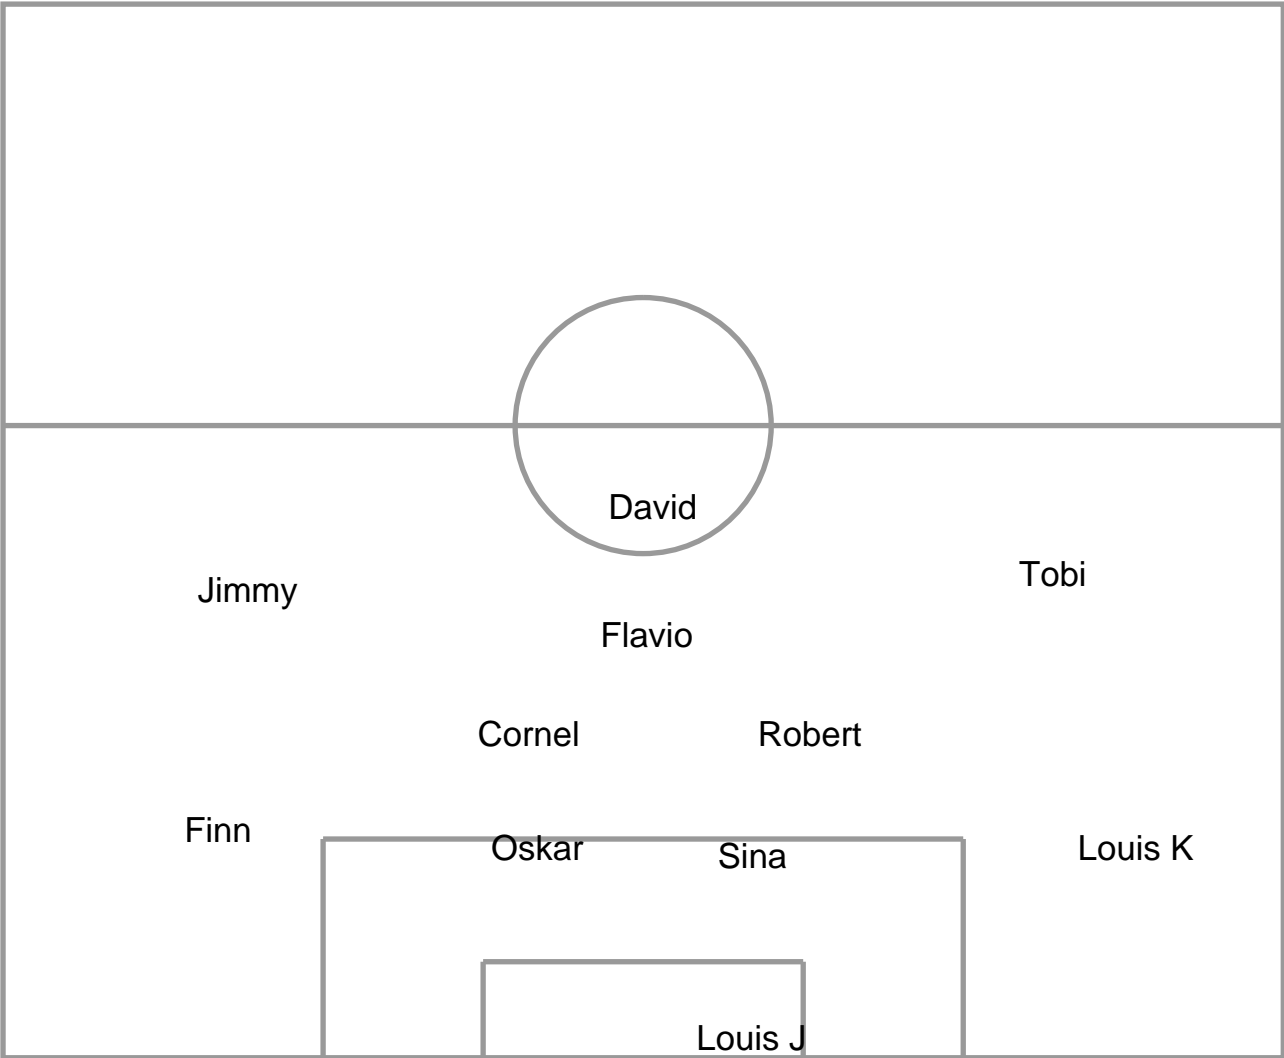 David
Jimmy
Tobi
Flavio
Cornel
Robert
Finn
Oskar
Sina
Louis K
Louis J